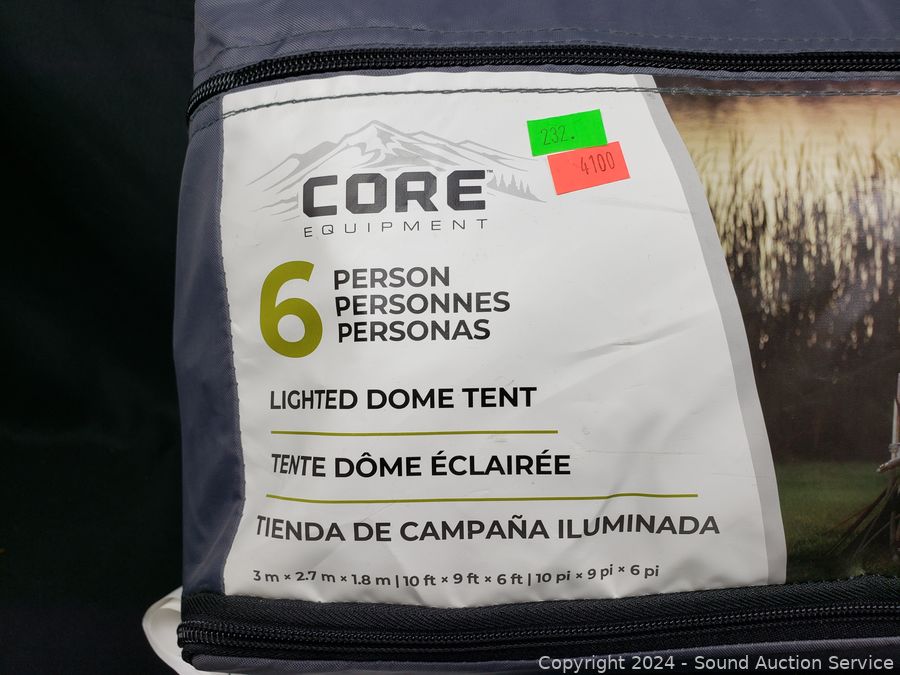 232.
4100
CORE™
EQUIPMENT
6
PERSON
PERSONNES
PERSONAS
LIGHTED DOME TENT
TENTE DÔME ÉCLAIRÉE
TIENDA DE CAMPAÑA ILUMINADA
3 m × 2.7 m × 1.8 m | 10 ft × 9 ft × 6 ft | 10 pi × 9 pi × 6 pi
Copyright 2024 - Sound Auction Service